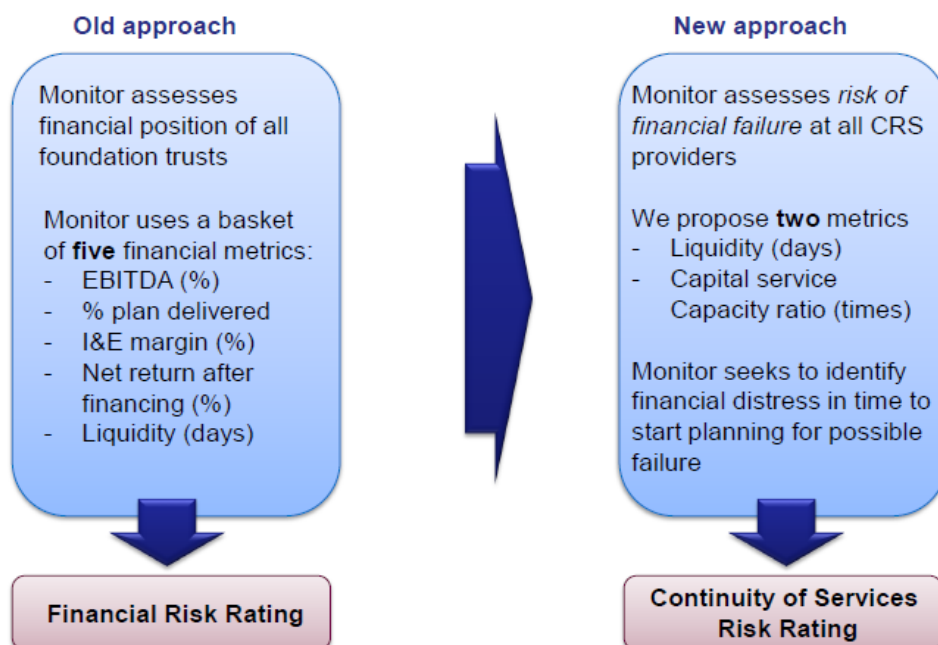 Old approach
Monitor assesses
financial position of all
foundation trusts
Monitor uses a basket
of five financial metrics:
- EBITDA (%)
- % plan delivered
- I&E margin (%)
- Net return after
financing (%)
- Liquidity (days)
Financial Risk Rating
New approach
Monitor assesses risk of
financial failure at all CRS
providers
We propose two metrics
- Liquidity (days)
- Capital service
Capacity ratio (times)
Monitor seeks to identify
financial distress in time to
start planning for possible
failure
Continuity of Services
Risk Rating